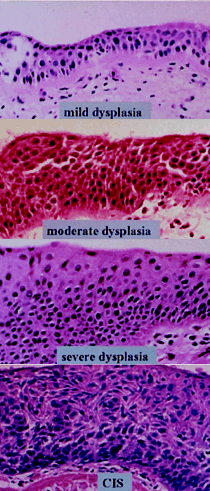 mild dysplasia
moderate dysplasia
severe dysplasia
CIS